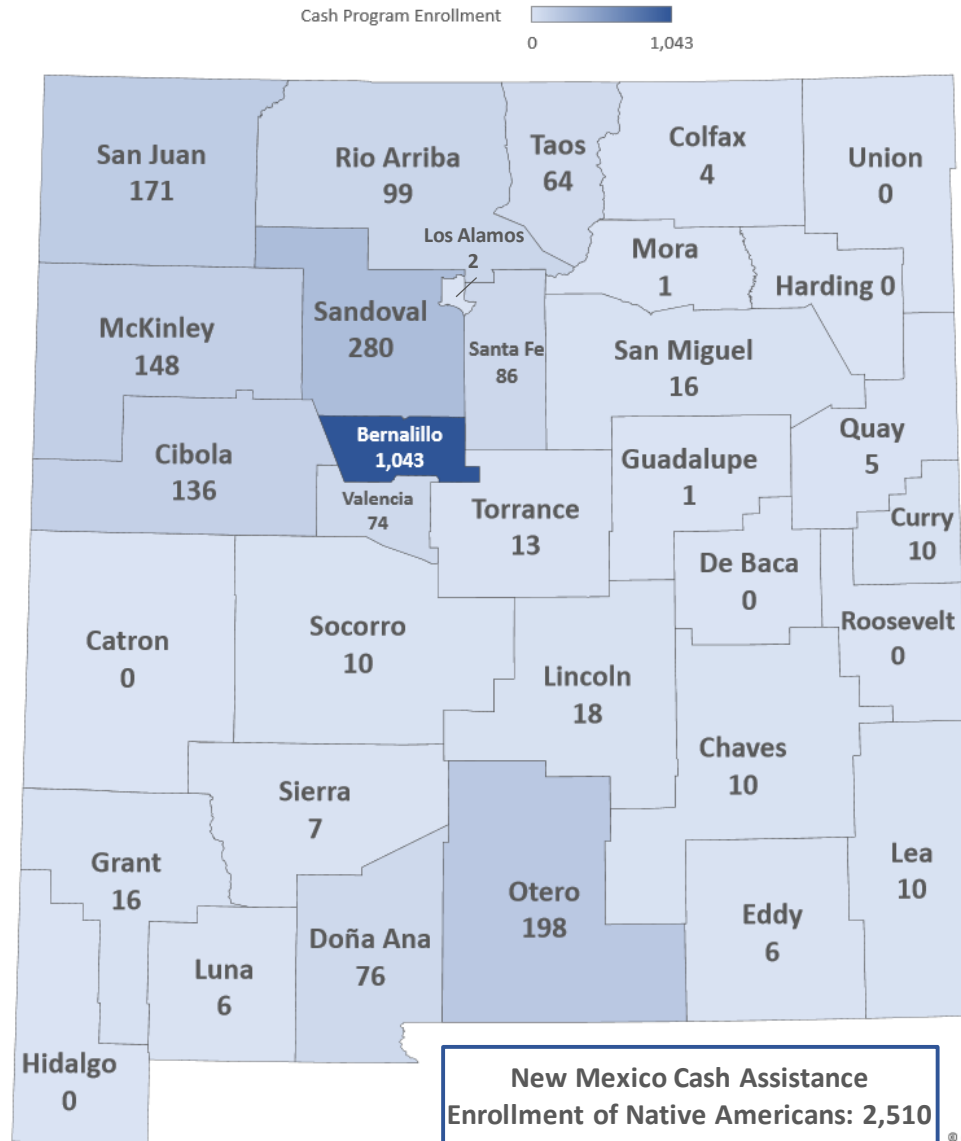 Cash Program Enrollment
0
1,043
San Juan
171
Rio Arriba
99
Taos
64
Colfax
4
Union
0
Los Alamos
2
Mora
1
Harding 0
McKinley
148
Sandoval
280
Santa Fe
86
San Miguel
16
Bernalillo
1,043
Cibola
136
Valencia
74
Torrance
13
Guadalupe
1
Quay
5
Curry
10
De Baca
0
Roosevelt
0
Catron
0
Socorro
10
Lincoln
18
Chaves
10
Sierra
7
Grant
16
Otero
198
Lea
10
Eddy
6
Doña Ana
76
Luna
6
Hidalgo
0
New Mexico Cash Assistance
Enrollment of Native Americans: 2,510
©